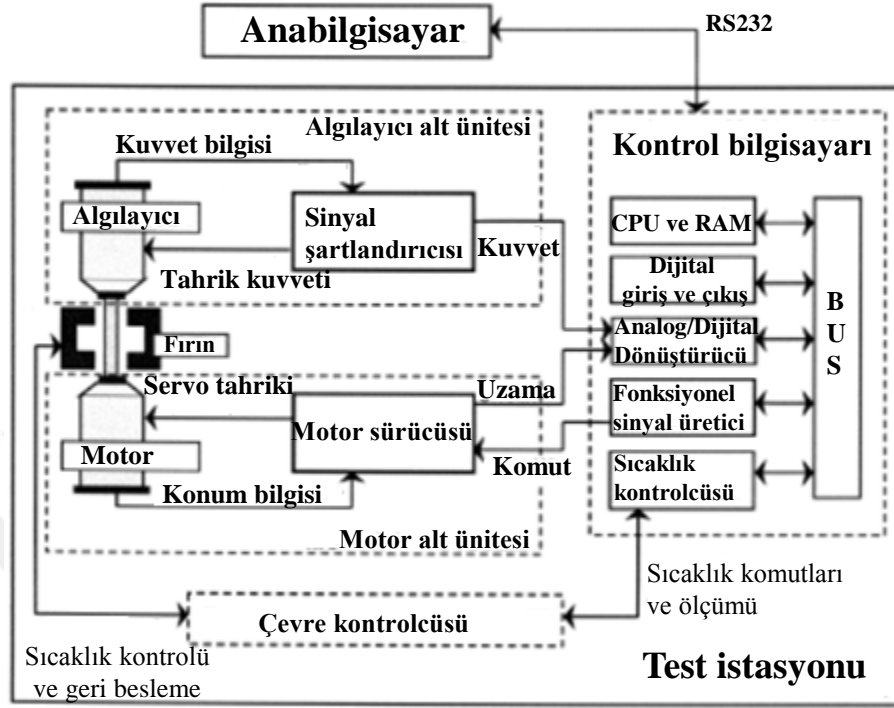 Anabilgisayar
RS232
Algılayıcı alt ünitesi
Kuvvet bilgisi
Algılayıcı
Sinyal
şartlandırıcısı
Kuvvet
Tahrik kuvveti
Fırın
Servo tahriki
Uzama
Motor sürücüsü
Motor
Komut
Konum bilgisi
Motor alt ünitesi
Kontrol bilgisayarı
CPU ve RAM
Dijital
giriş ve çıkış
Analog/Dijital
Dönüştürücü
Fonksiyonel
sinyal üretici
Sıcaklık
kontrolcüsü
B
U
S
Sıcaklık komutları
ve ölçümü
Çevre kontrolcüsü
Sıcaklık kontrolü
ve geri besleme
Test istasyonu